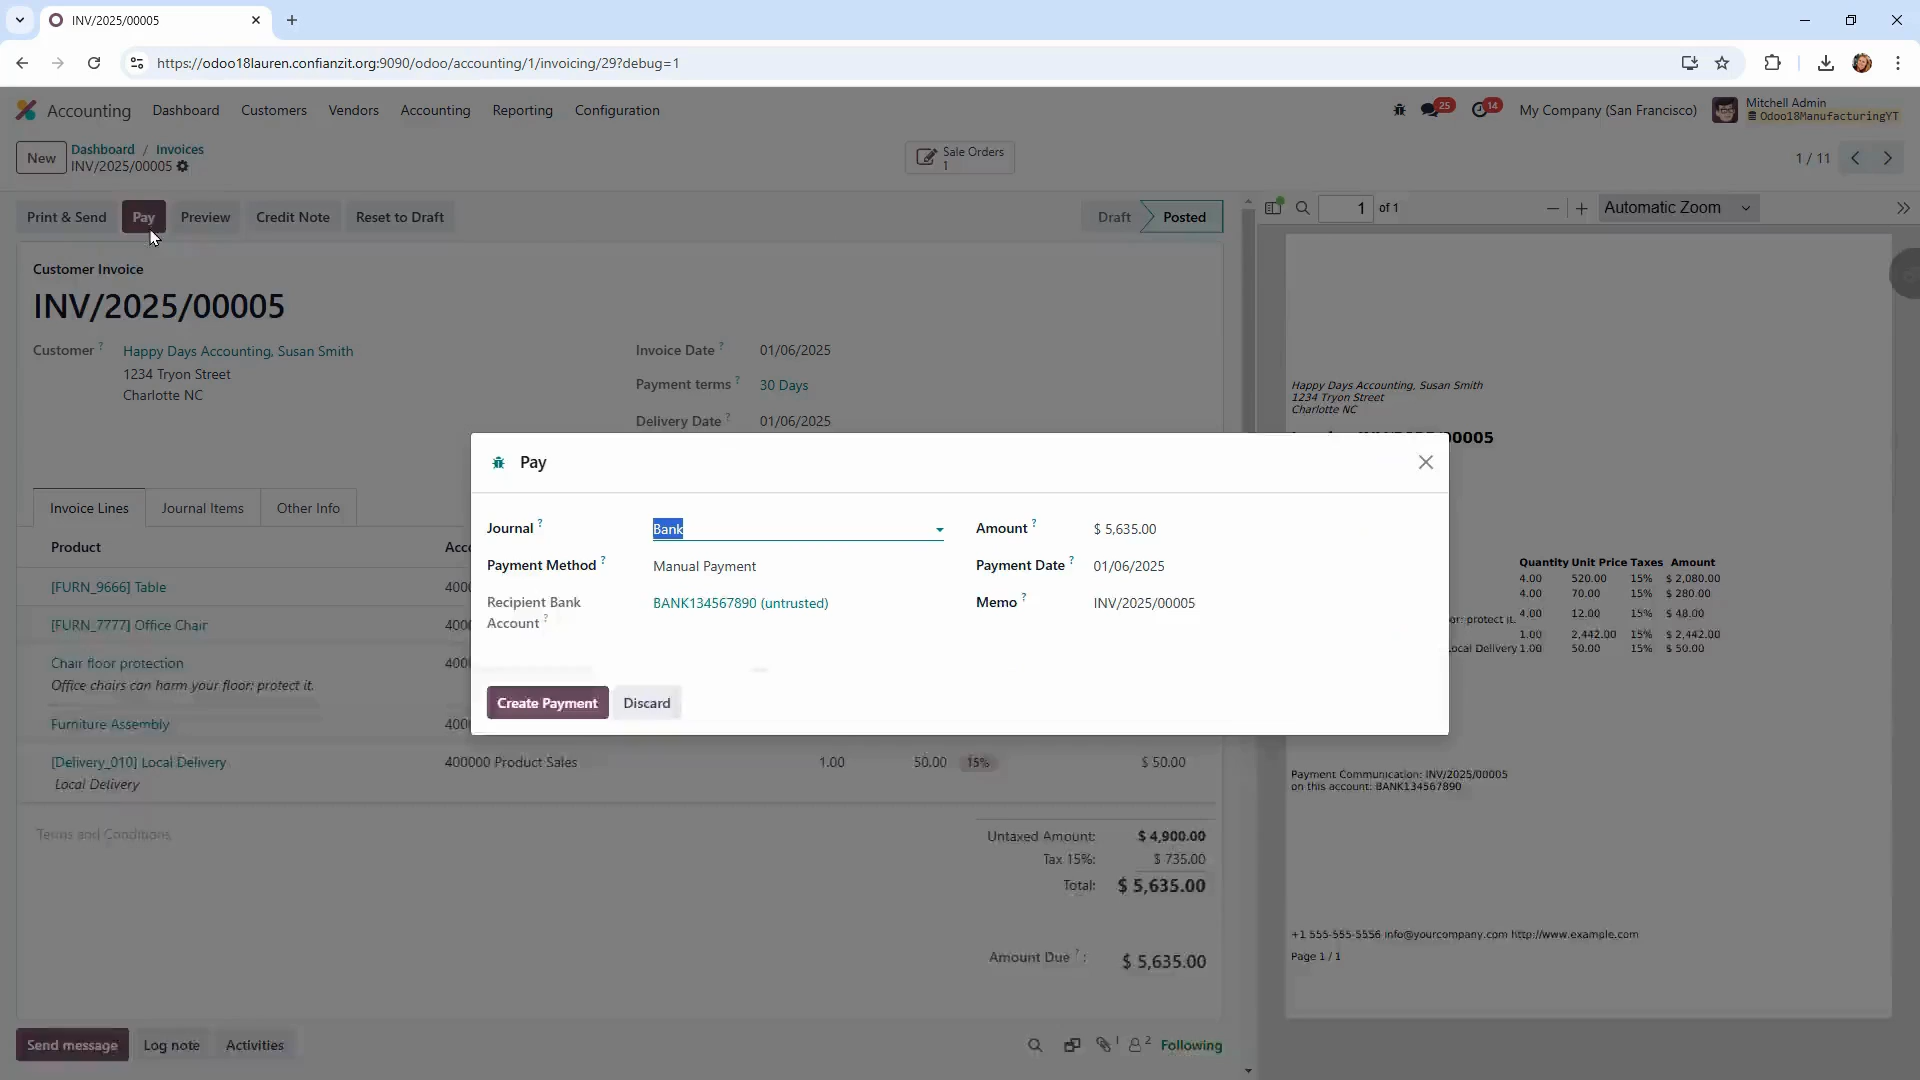 INV/2025/00005
https://odoo18lauren.confianzit.org:9090/odoo/accounting/1/invoicing/29?debug=1
Accounting Dashboard Customers Vendors Accounting Reporting Configuration
25 14 My Company (San Francisco) Mitchell Admin
Odoo18ManufacturingYT
New Dashboard / Invoices
INV/2025/00005
Sale Orders
1
1 / 11
Print & Send Pay Preview Credit Note Reset to Draft Draft Posted
1 of 1 Automatic Zoom
Customer Invoice
INV/2025/00005
Customer ? Happy Days Accounting, Susan Smith
1234 Tryon Street
Charlotte NC
Invoice Date ? 01/06/2025
Payment terms ? 30 Days
Delivery Date ? 01/06/2025
Pay
Journal ? Bank
Payment Method ? Manual Payment
Recipient Bank
Account ?
BANK134567890 (untrusted)
Amount ? $ 5,635.00
Payment Date ? 01/06/2025
Memo ? INV/2025/00005
Create Payment Discard
Invoice Lines Journal Items Other Info
Product Acc
[FURN_9666] Table 4000
[FURN_7777] Office Chair 4000
Chair floor protection 4000
Office chairs can harm your floor: protect it.
Furniture Assembly 4000
[Delivery_010] Local Delivery 400000 Product Sales 1.00 50.00 15% $ 50.00
Local Delivery
Terms and Conditions
Untaxed Amount: $ 4,900.00
Tax 15%: $ 735.00
Total: $ 5,635.00
Amount Due ? : $ 5,635.00
Send message Log note Activities 1 2 Following
Happy Days Accounting, Susan Smith
1234 Tryon Street
Charlotte NC
00005
Quantity Unit Price Taxes Amount
4.00 520.00 15% $ 2,080.00
4.00 70.00 15% $ 280.00
4.00 12.00 15% $ 48.00
or: protect it.
1.00 2,442.00 15% $ 2,442.00
Local Delivery 1.00 50.00 15% $ 50.00
Payment Communication: INV/2025/00005
on this account: BANK134567890
+1 555-555-5556 info@yourcompany.com http://www.example.com
Page 1 / 1